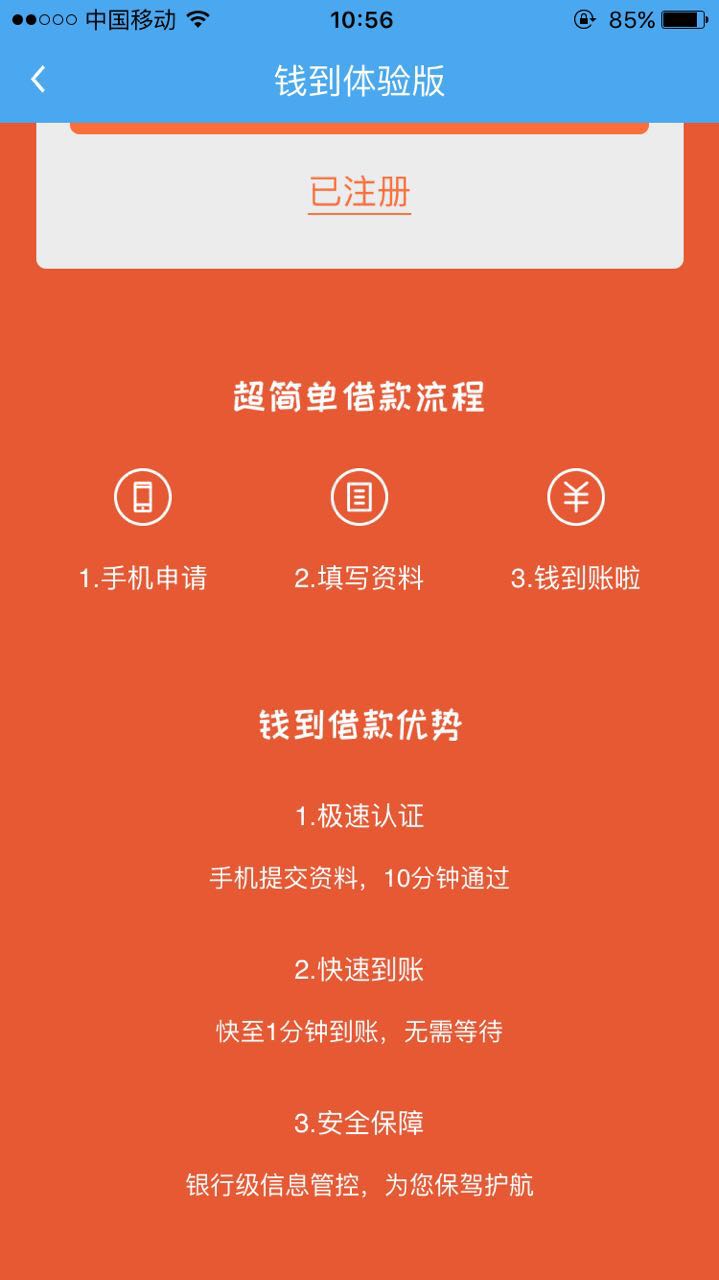 中国移动 10:56 85%
钱到体验版
已注册
超简单借款流程
1.手机申请 2.填写资料 3.钱到账啦
钱到借款优势
1.极速认证
手机提交资料，10分钟通过
2.快速到账
快至1分钟到账，无需等待
3.安全保障
银行级信息管控，为您保驾护航